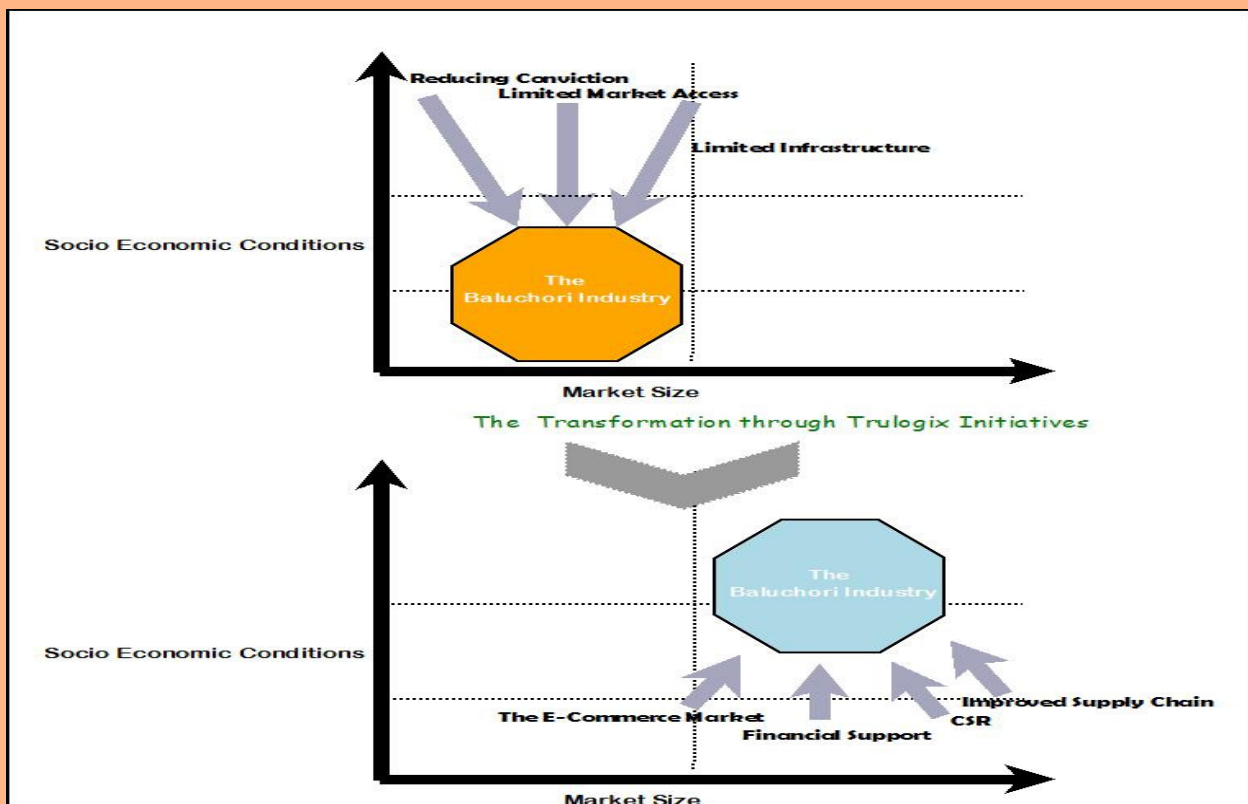 Reducing Conviction
Limited Market Access
Limited Infrastructure
Socio Economic Conditions
The
Baluchori Industry
Market Size
The Transformation through Trulogix Initiatives
The
Baluchori Industry
Socio Economic Conditions
Improved Supply Chain
The E-Commerce Market
CSR
Financial Support
Market Size